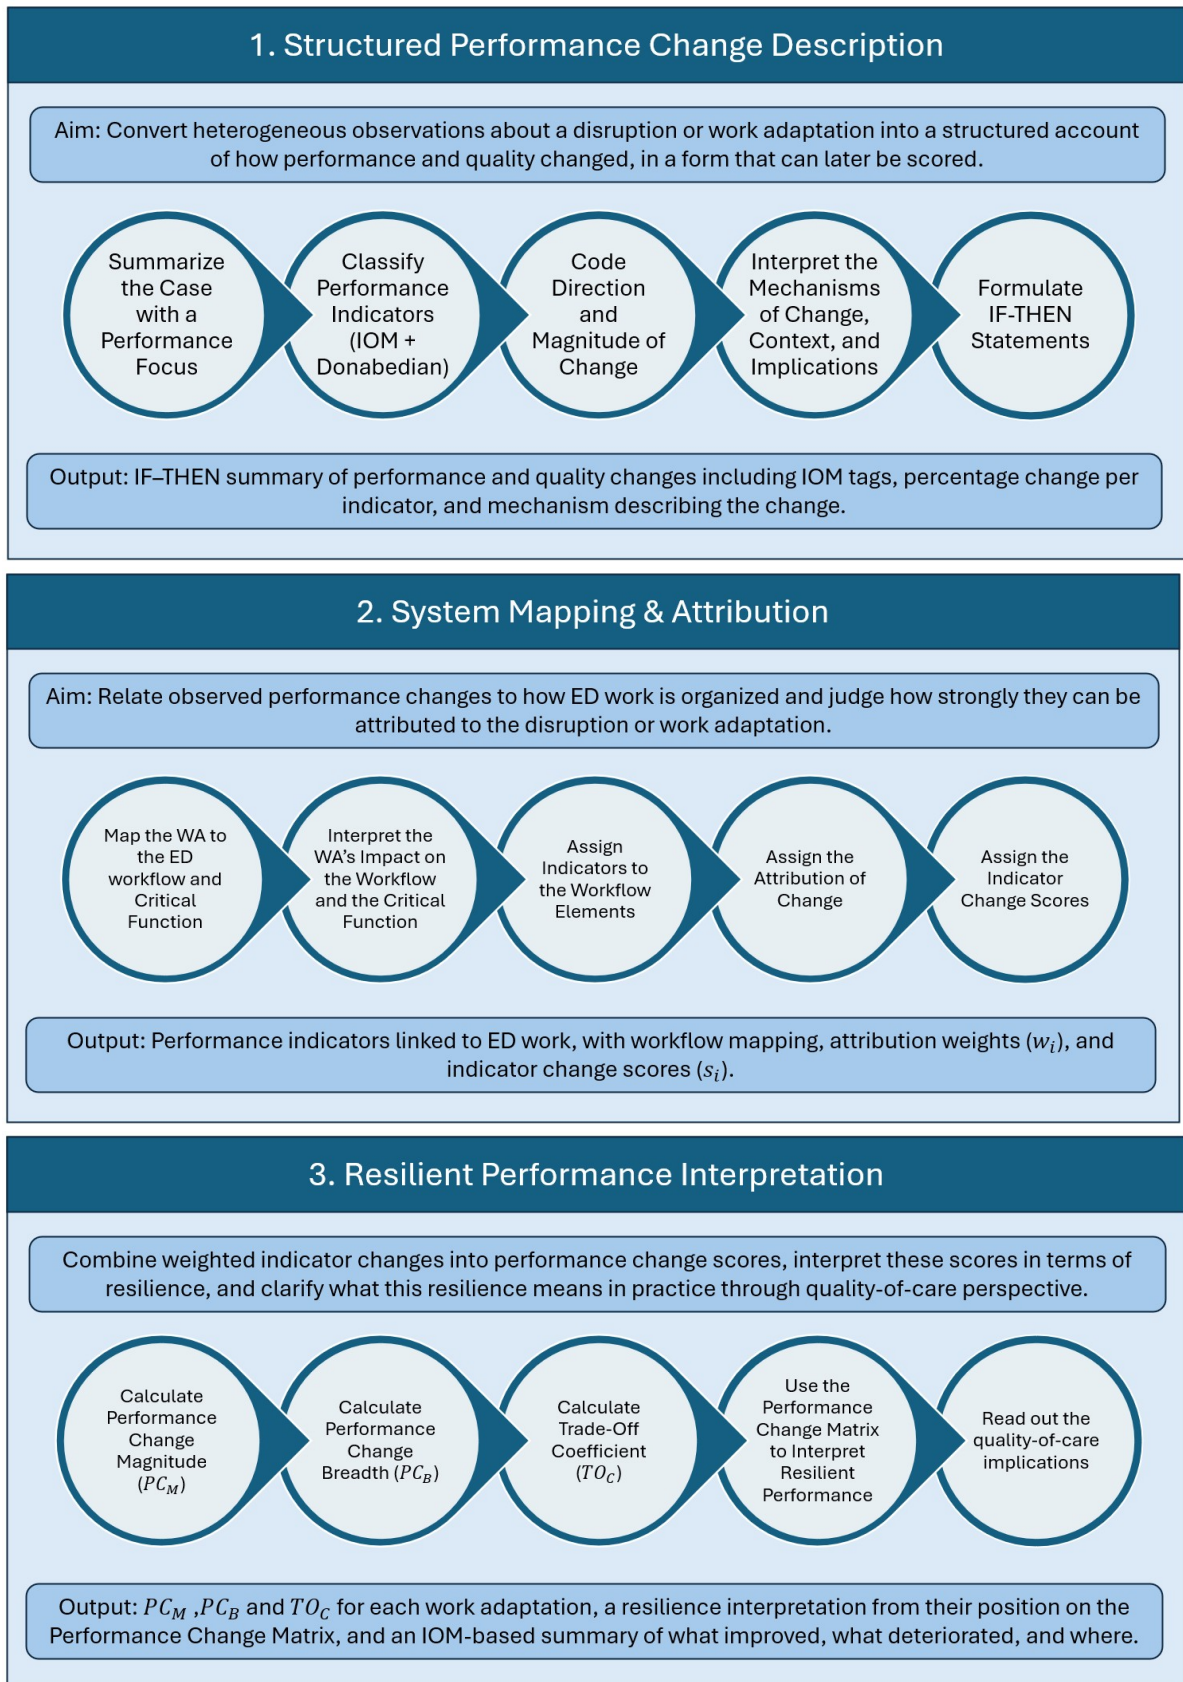 1. Structured Performance Change Description
Aim: Convert heterogeneous observations about a disruption or work adaptation into a structured account
of how performance and quality changed, in a form that can later be scored.
Summarize
the Case
with a
Performance
Focus
Classify
Performance
Indicators
(IOM +
Donabedian)
Code
Direction
and
Magnitude of
Change
Interpret the
Mechanisms
of Change,
Context, and
Implications
Formulate
IF-THEN
Statements
Output: IF–THEN summary of performance and quality changes including IOM tags, percentage change per
indicator, and mechanism describing the change.
2. System Mapping & Attribution
Aim: Relate observed performance changes to how ED work is organized and judge how strongly they can be
attributed to the disruption or work adaptation.
Map the WA to
the ED
workflow and
Critical
Function
Interpret the
WA’s Impact on
the Workflow
and the Critical
Function
Assign
Indicators to
the Workflow
Elements
Assign the
Attribution of
Change
Assign the
Indicator
Change Scores
Output: Performance indicators linked to ED work, with workflow mapping, attribution weights (𝑤ᵢ), and
indicator change scores (𝑠ᵢ).
3. Resilient Performance Interpretation
Combine weighted indicator changes into performance change scores, interpret these scores in terms of
resilience, and clarify what this resilience means in practice through quality-of-care perspective.
Calculate
Performance
Change
Magnitude
(𝑃𝐶_𝑀)
Calculate
Performance
Change
Breadth (𝑃𝐶_𝐵)
Calculate
Trade-Off
Coefficient
(𝑇𝑂_𝐶)
Use the
Performance
Change Matrix
to Interpret
Resilient
Performance
Read out the
quality-of-care
implications
Output: 𝑃𝐶_𝑀 ,𝑃𝐶_𝐵 and 𝑇𝑂_𝐶 for each work adaptation, a resilience interpretation from their position on the
Performance Change Matrix, and an IOM-based summary of what improved, what deteriorated, and where.